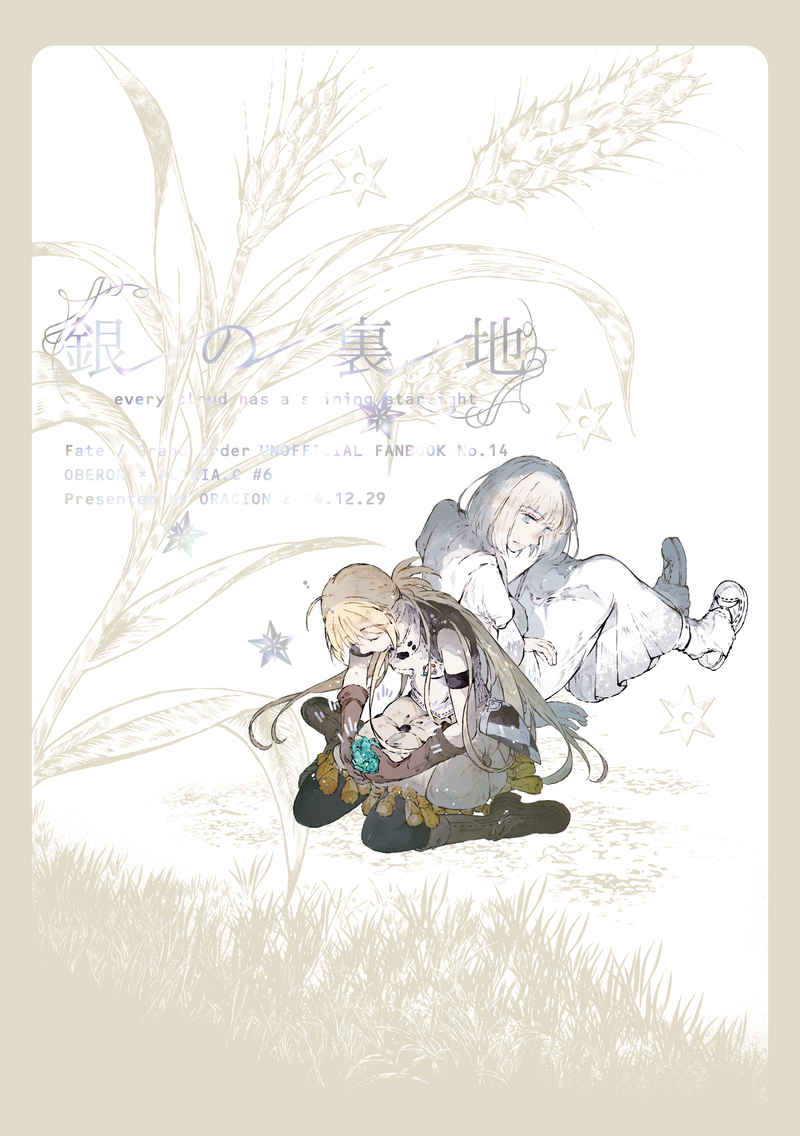 銀の裏地
every cloud has a shining starlight
Fate / Grand Order UNOFFICIAL FANBOOK No.14
OBERON * #6
Presented by ORACION 2024.12.29